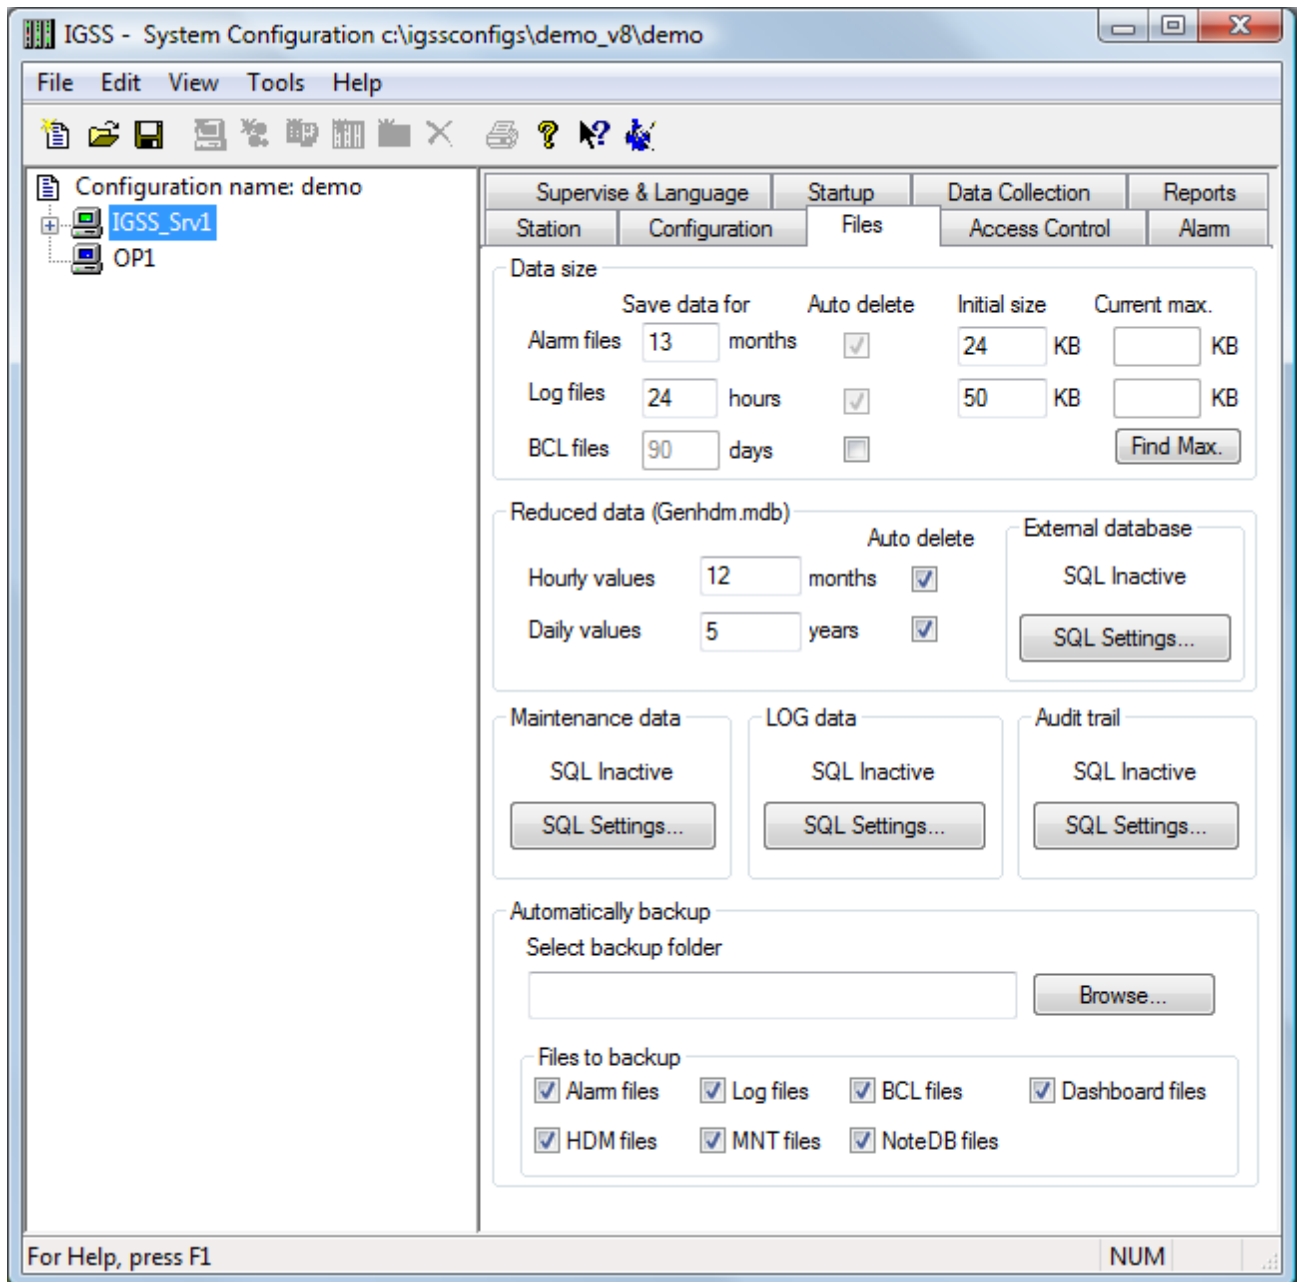 IGSS - System Configuration c:\igssconfigs\demo_v8\demo
File Edit View Tools Help
Configuration name: demo
IGSS_Srv1
OP1
Supervise & Language Startup Data Collection Reports
Station Configuration Files Access Control Alarm
Data size
Save data for Auto delete Initial size Current max.
Alarm files 13 months 24 KB KB
Log files 24 hours 50 KB KB
BCL files 90 days Find Max.
Reduced data (Genhdm.mdb)
Auto delete
External database
Hourly values 12 months SQL Inactive
Daily values 5 years SQL Settings...
Maintenance data LOG data Audit trail
SQL Inactive SQL Inactive SQL Inactive
SQL Settings... SQL Settings... SQL Settings...
Automatically backup
Select backup folder
Browse...
Files to backup
Alarm files Log files BCL files Dashboard files
HDM files MNT files NoteDB files
For Help, press F1 NUM